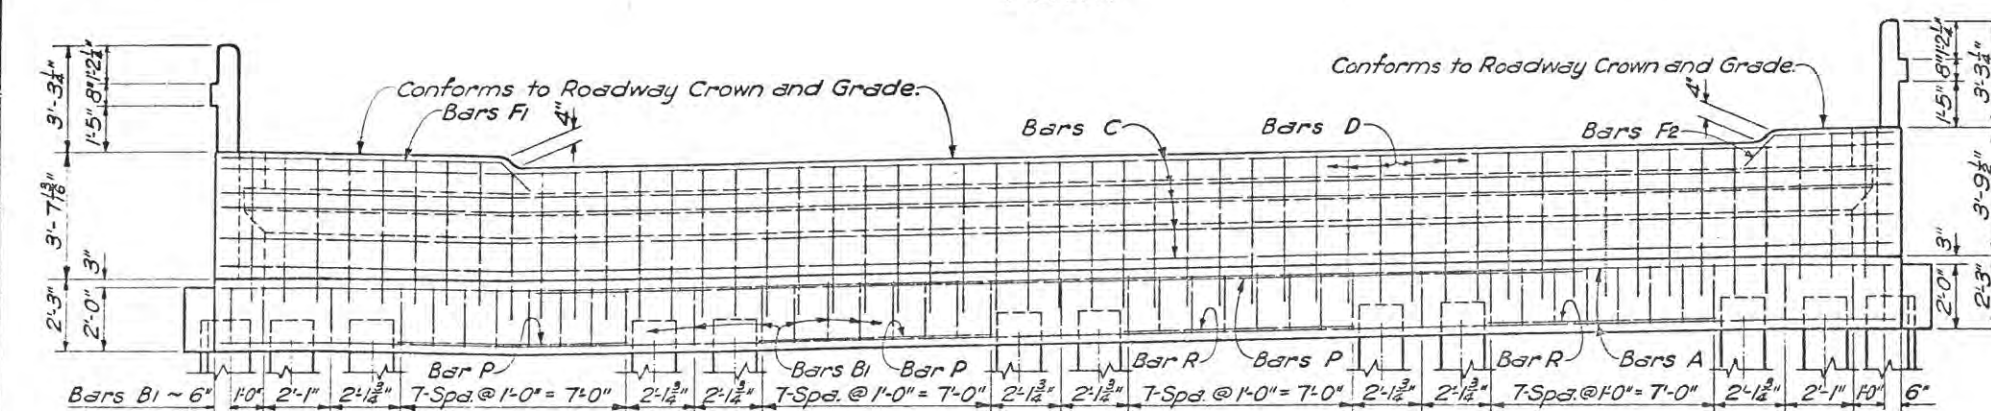 Conforms to Roadway Crown and Grade.
Conforms to Roadway Crown and Grade.
Bars F1
4"
Bars C
Bars D
Bars F2
4"
3'-3¼"
1'-2½"
8"
1'-5"
3'-7 13/16"
3"
2'-3"
2'-0"
8"
1'-5"
3'-3¼"
3'-9½"
3"
2'-0"
2'-3"
Bar P
Bars B1
Bar P
Bar R
Bars P
Bar R
Bars A
Bars B1 ~ 6" 1'-0" 2'-1" 2'-1¾" 7-Spa. @ 1'-0" = 7'-0" 2'-1¾" 2'-1¾" 7-Spa. @ 1'-0" = 7'-0" 2'-1¾" 2'-1¾" 7-Spa. @ 1'-0" = 7'-0" 2'-1¾" 2'-1¾" 7-Spa. @ 1'-0" = 7'-0" 2'-1¾" 2'-1" 1'-0" 6"